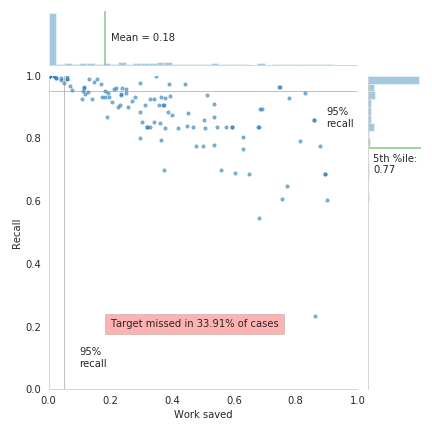 Mean = 0.18
1.0
0.8
0.6
0.4
0.2
0.0
Recall
95%
recall
5th %ile:
0.77
Target missed in 33.91% of cases
95%
recall
0.0 0.2 0.4 0.6 0.8 1.0
Work saved